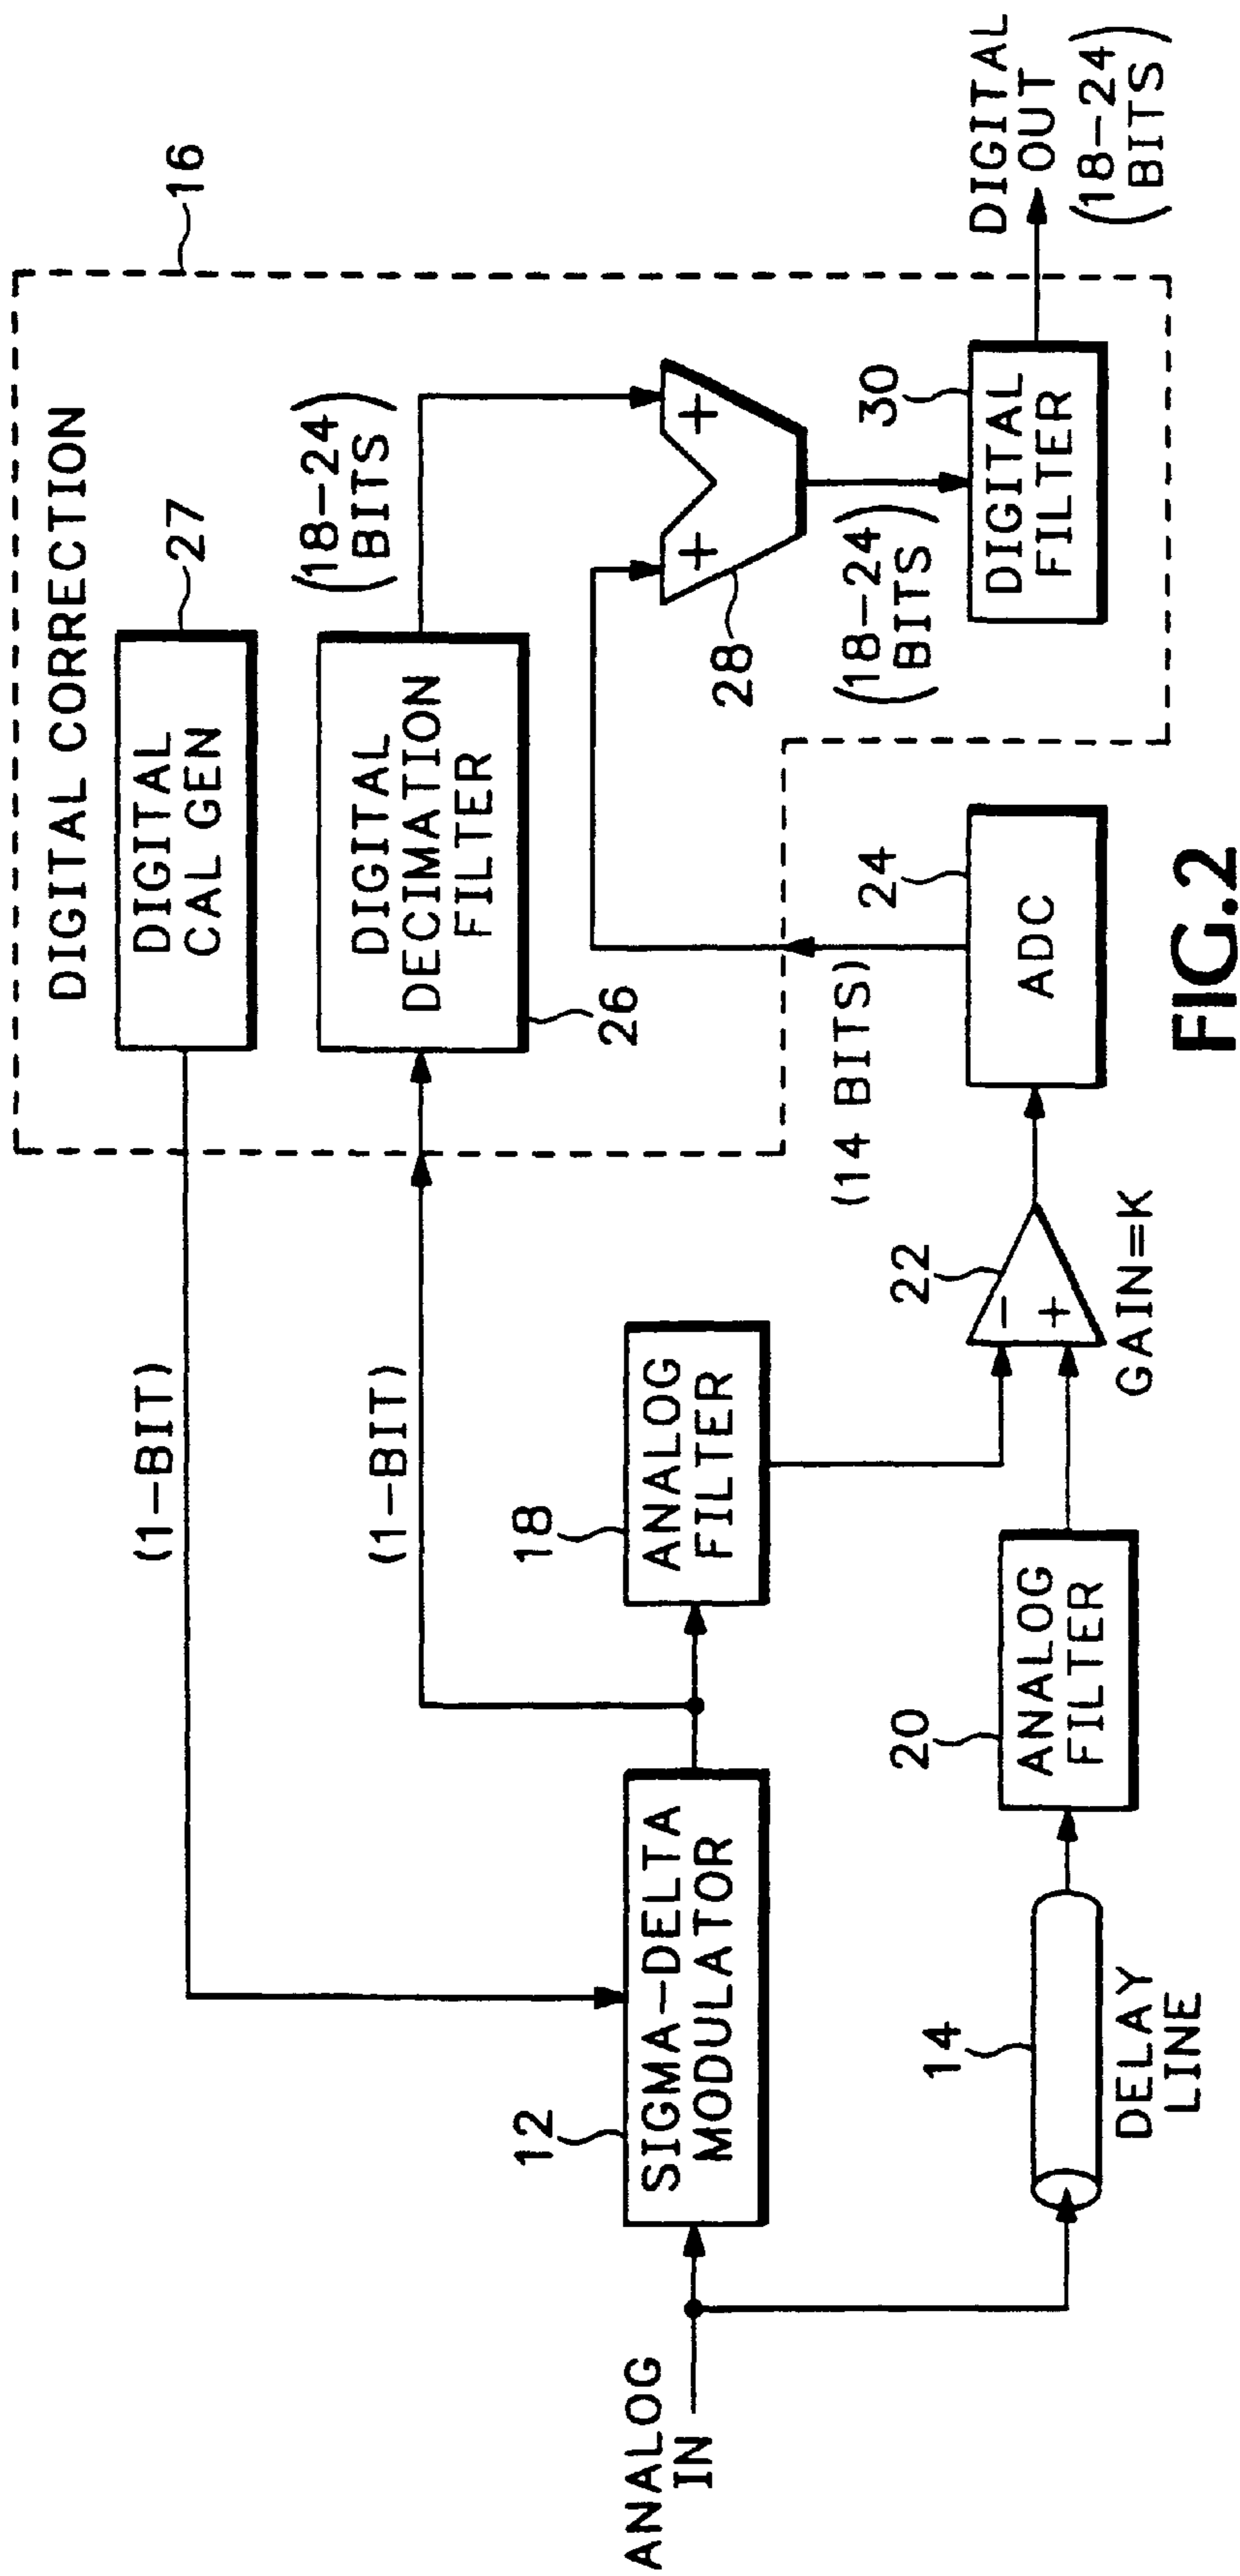 DIGITAL CORRECTION
16
DIGITAL
CAL GEN
27
(1-BIT)
DIGITAL
DECIMATION
FILTER
26
(18-24)
BITS
(1-BIT)
28
+
+
(18-24)
BITS
DIGITAL
FILTER
30
DIGITAL
OUT
(18-24)
BITS
ANALOG
IN
12
SIGMA-DELTA
MODULATOR
18
ANALOG
FILTER
14
DELAY
LINE
20
ANALOG
FILTER
22
-
+
GAIN=K
24
ADC
(14 BITS)
FIG.2